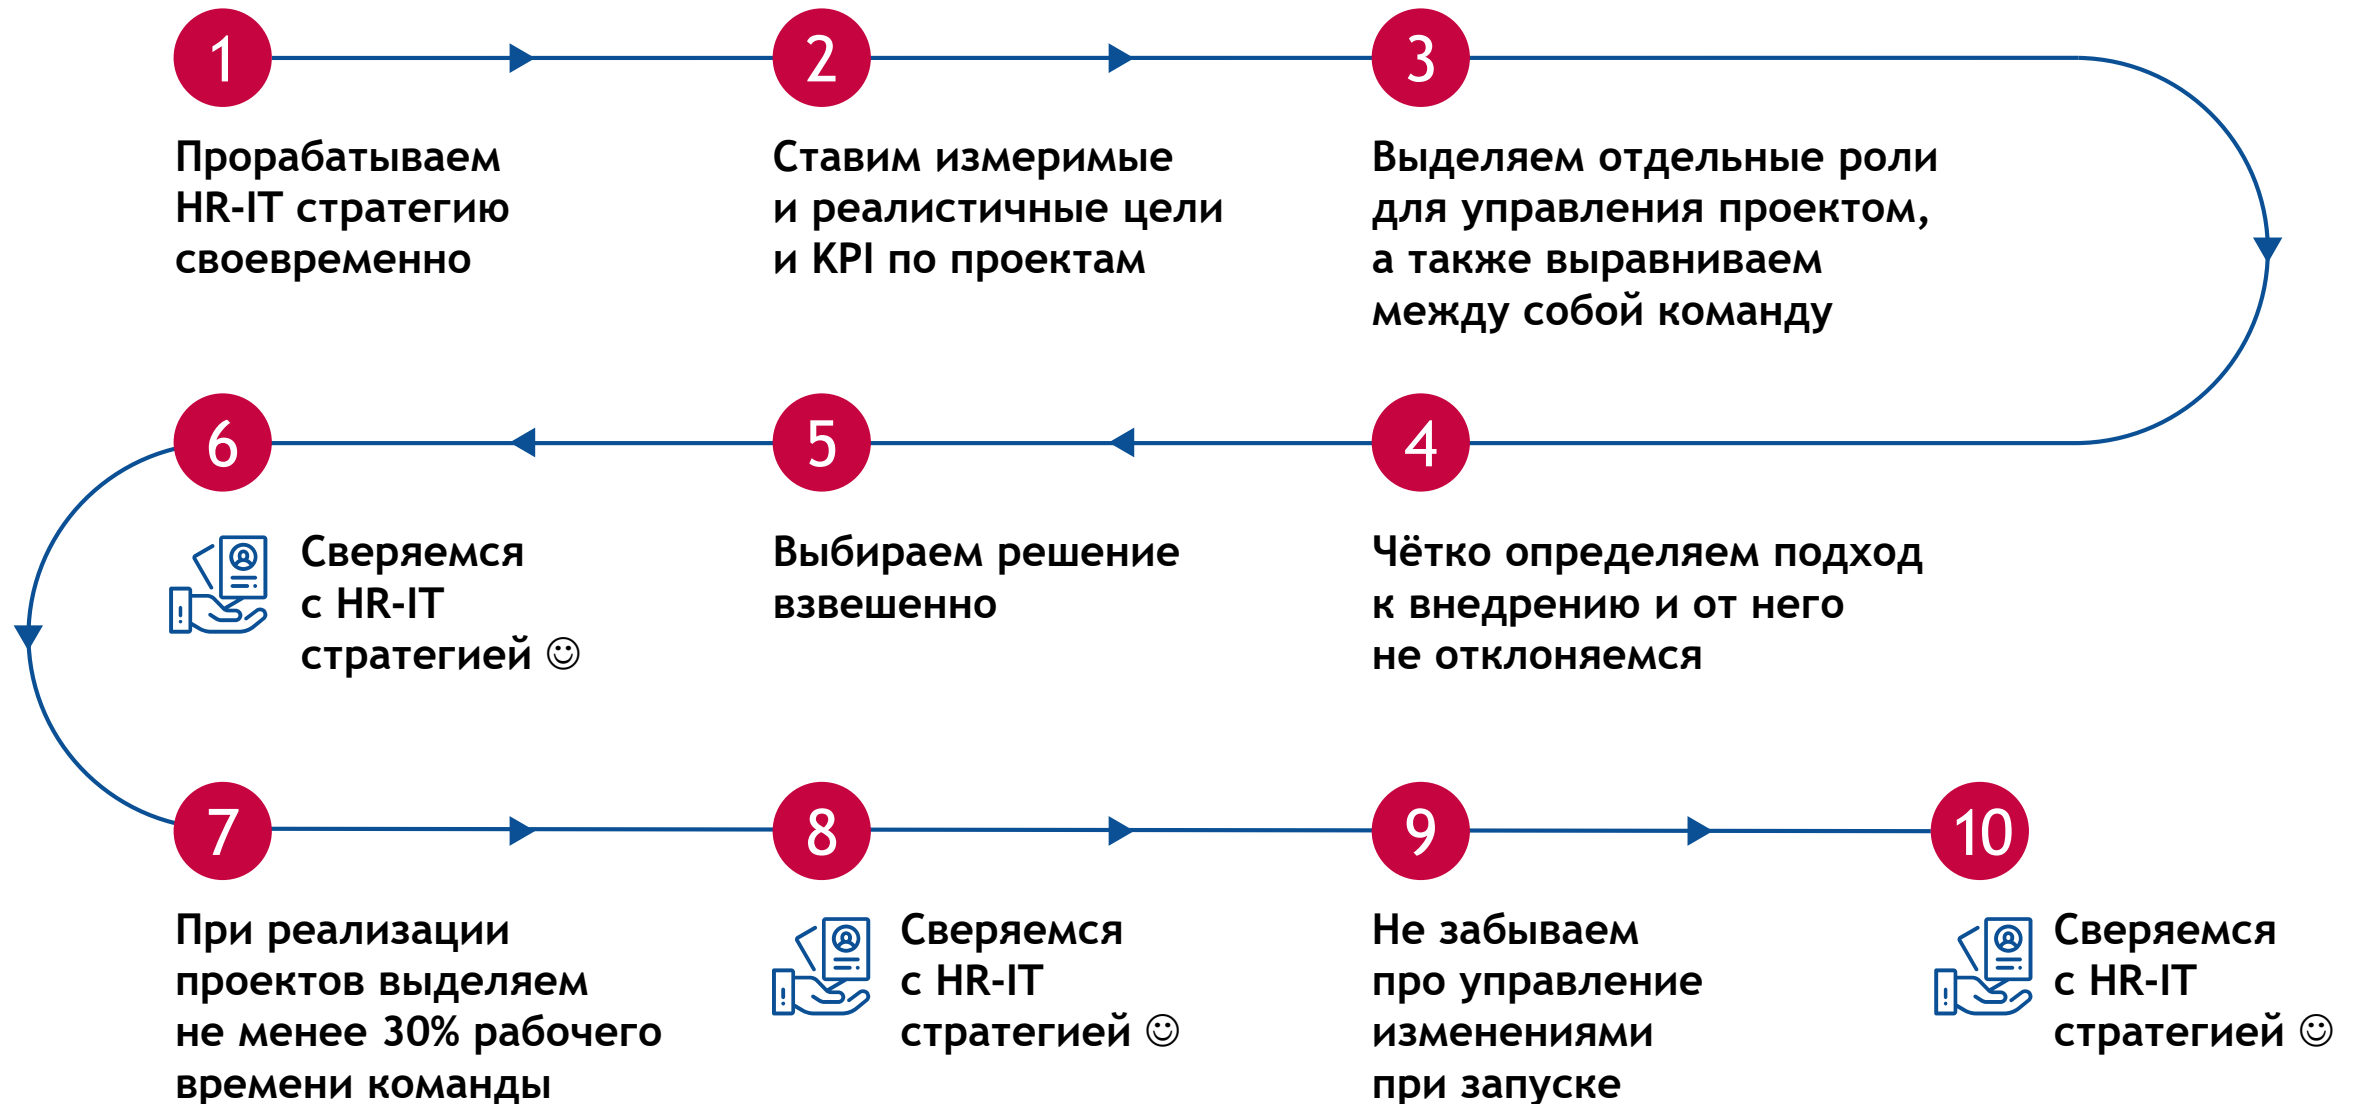 1
Прорабатываем
HR-IT стратегию
своевременно
2
Ставим измеримые
и реалистичные цели
и KPI по проектам
3
Выделяем отдельные роли
для управления проектом,
а также выравниваем
между собой команду
4
Чётко определяем подход
к внедрению и от него
не отклоняемся
5
Выбираем решение
взвешенно
6
Сверяемся
с HR-IT
стратегией ☺
7
При реализации
проектов выделяем
не менее 30% рабочего
времени команды
8
Сверяемся
с HR-IT
стратегией ☺
9
Не забываем
про управление
изменениями
при запуске
10
Сверяемся
с HR-IT
стратегией ☺